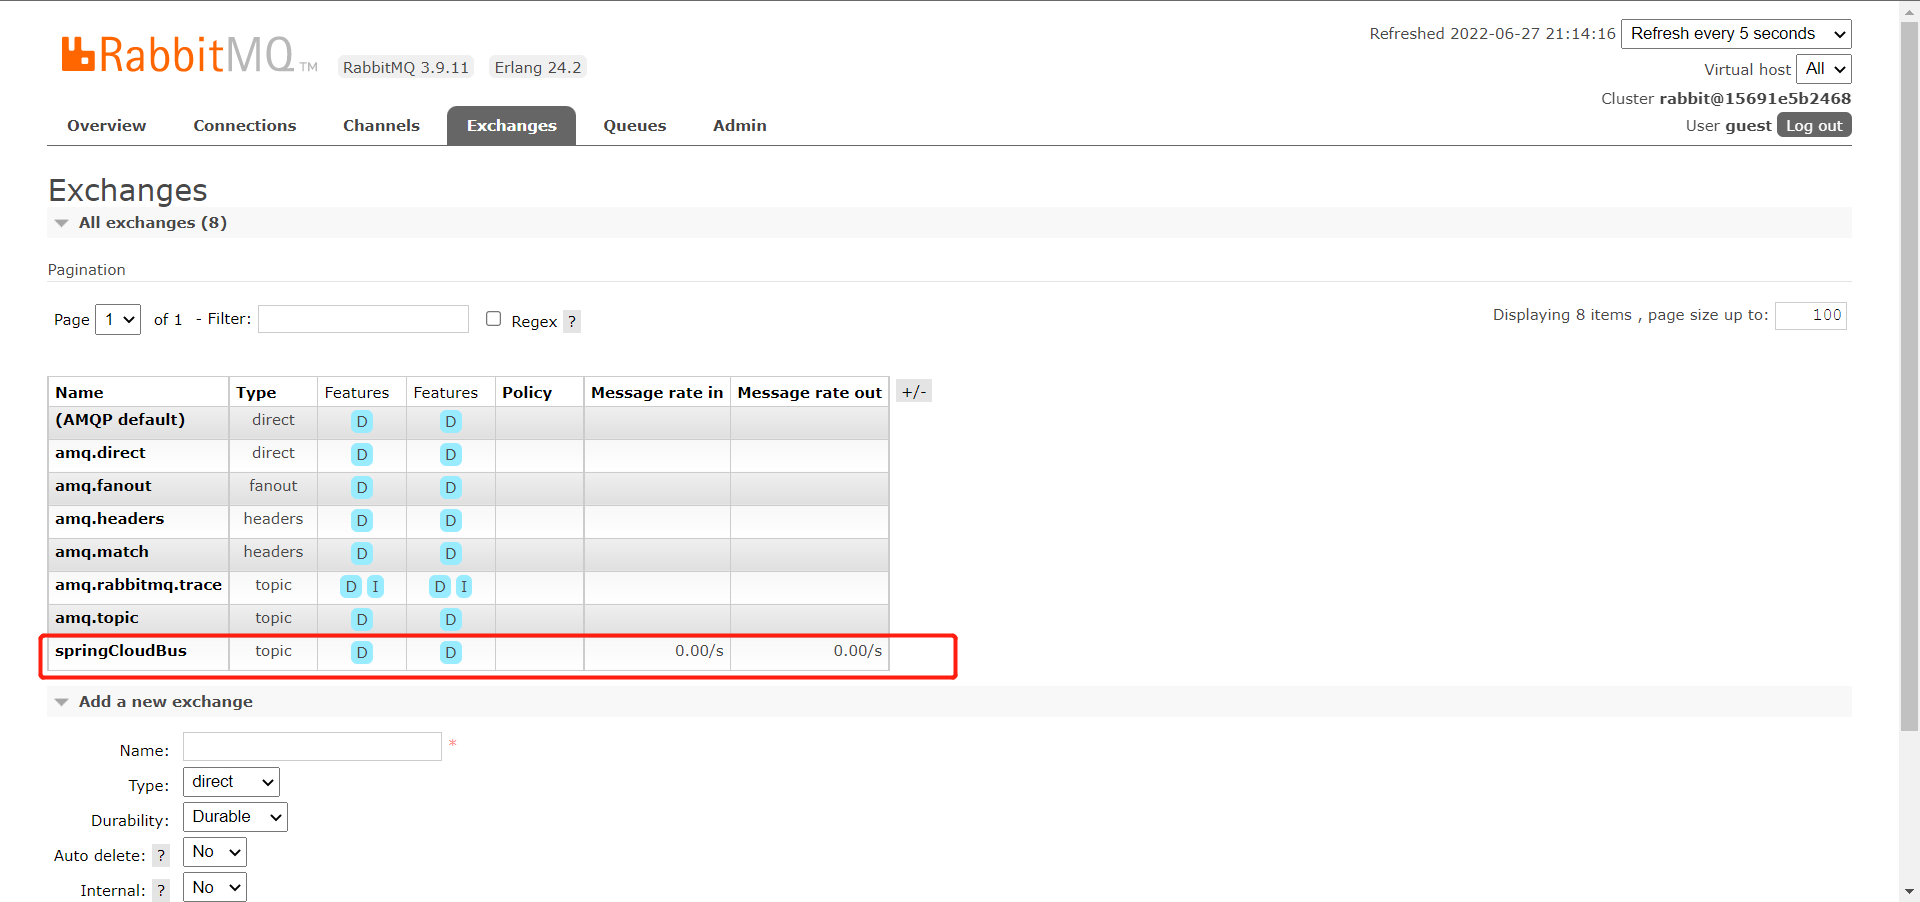 Refreshed 2022-06-27 21:14:16 Refresh every 5 seconds
RabbitMQ TM RabbitMQ 3.9.11 Erlang 24.2
Virtual host All
Cluster rabbit@15691e5b2468
User guest Log out
Overview Connections Channels Exchanges Queues Admin
Exchanges
All exchanges (8)
Pagination
Page 1 of 1 - Filter: Regex ? Displaying 8 items , page size up to: 100
Name Type Features Features Policy Message rate in Message rate out +/-
(AMQP default) direct D D
amq.direct direct D D
amq.fanout fanout D D
amq.headers headers D D
amq.match headers D D
amq.rabbitmq.trace topic D I D I
amq.topic topic D D
springCloudBus topic D D 0.00/s 0.00/s
Add a new exchange
Name: *
Type: direct
Durability: Durable
Auto delete: ? No
Internal: ? No